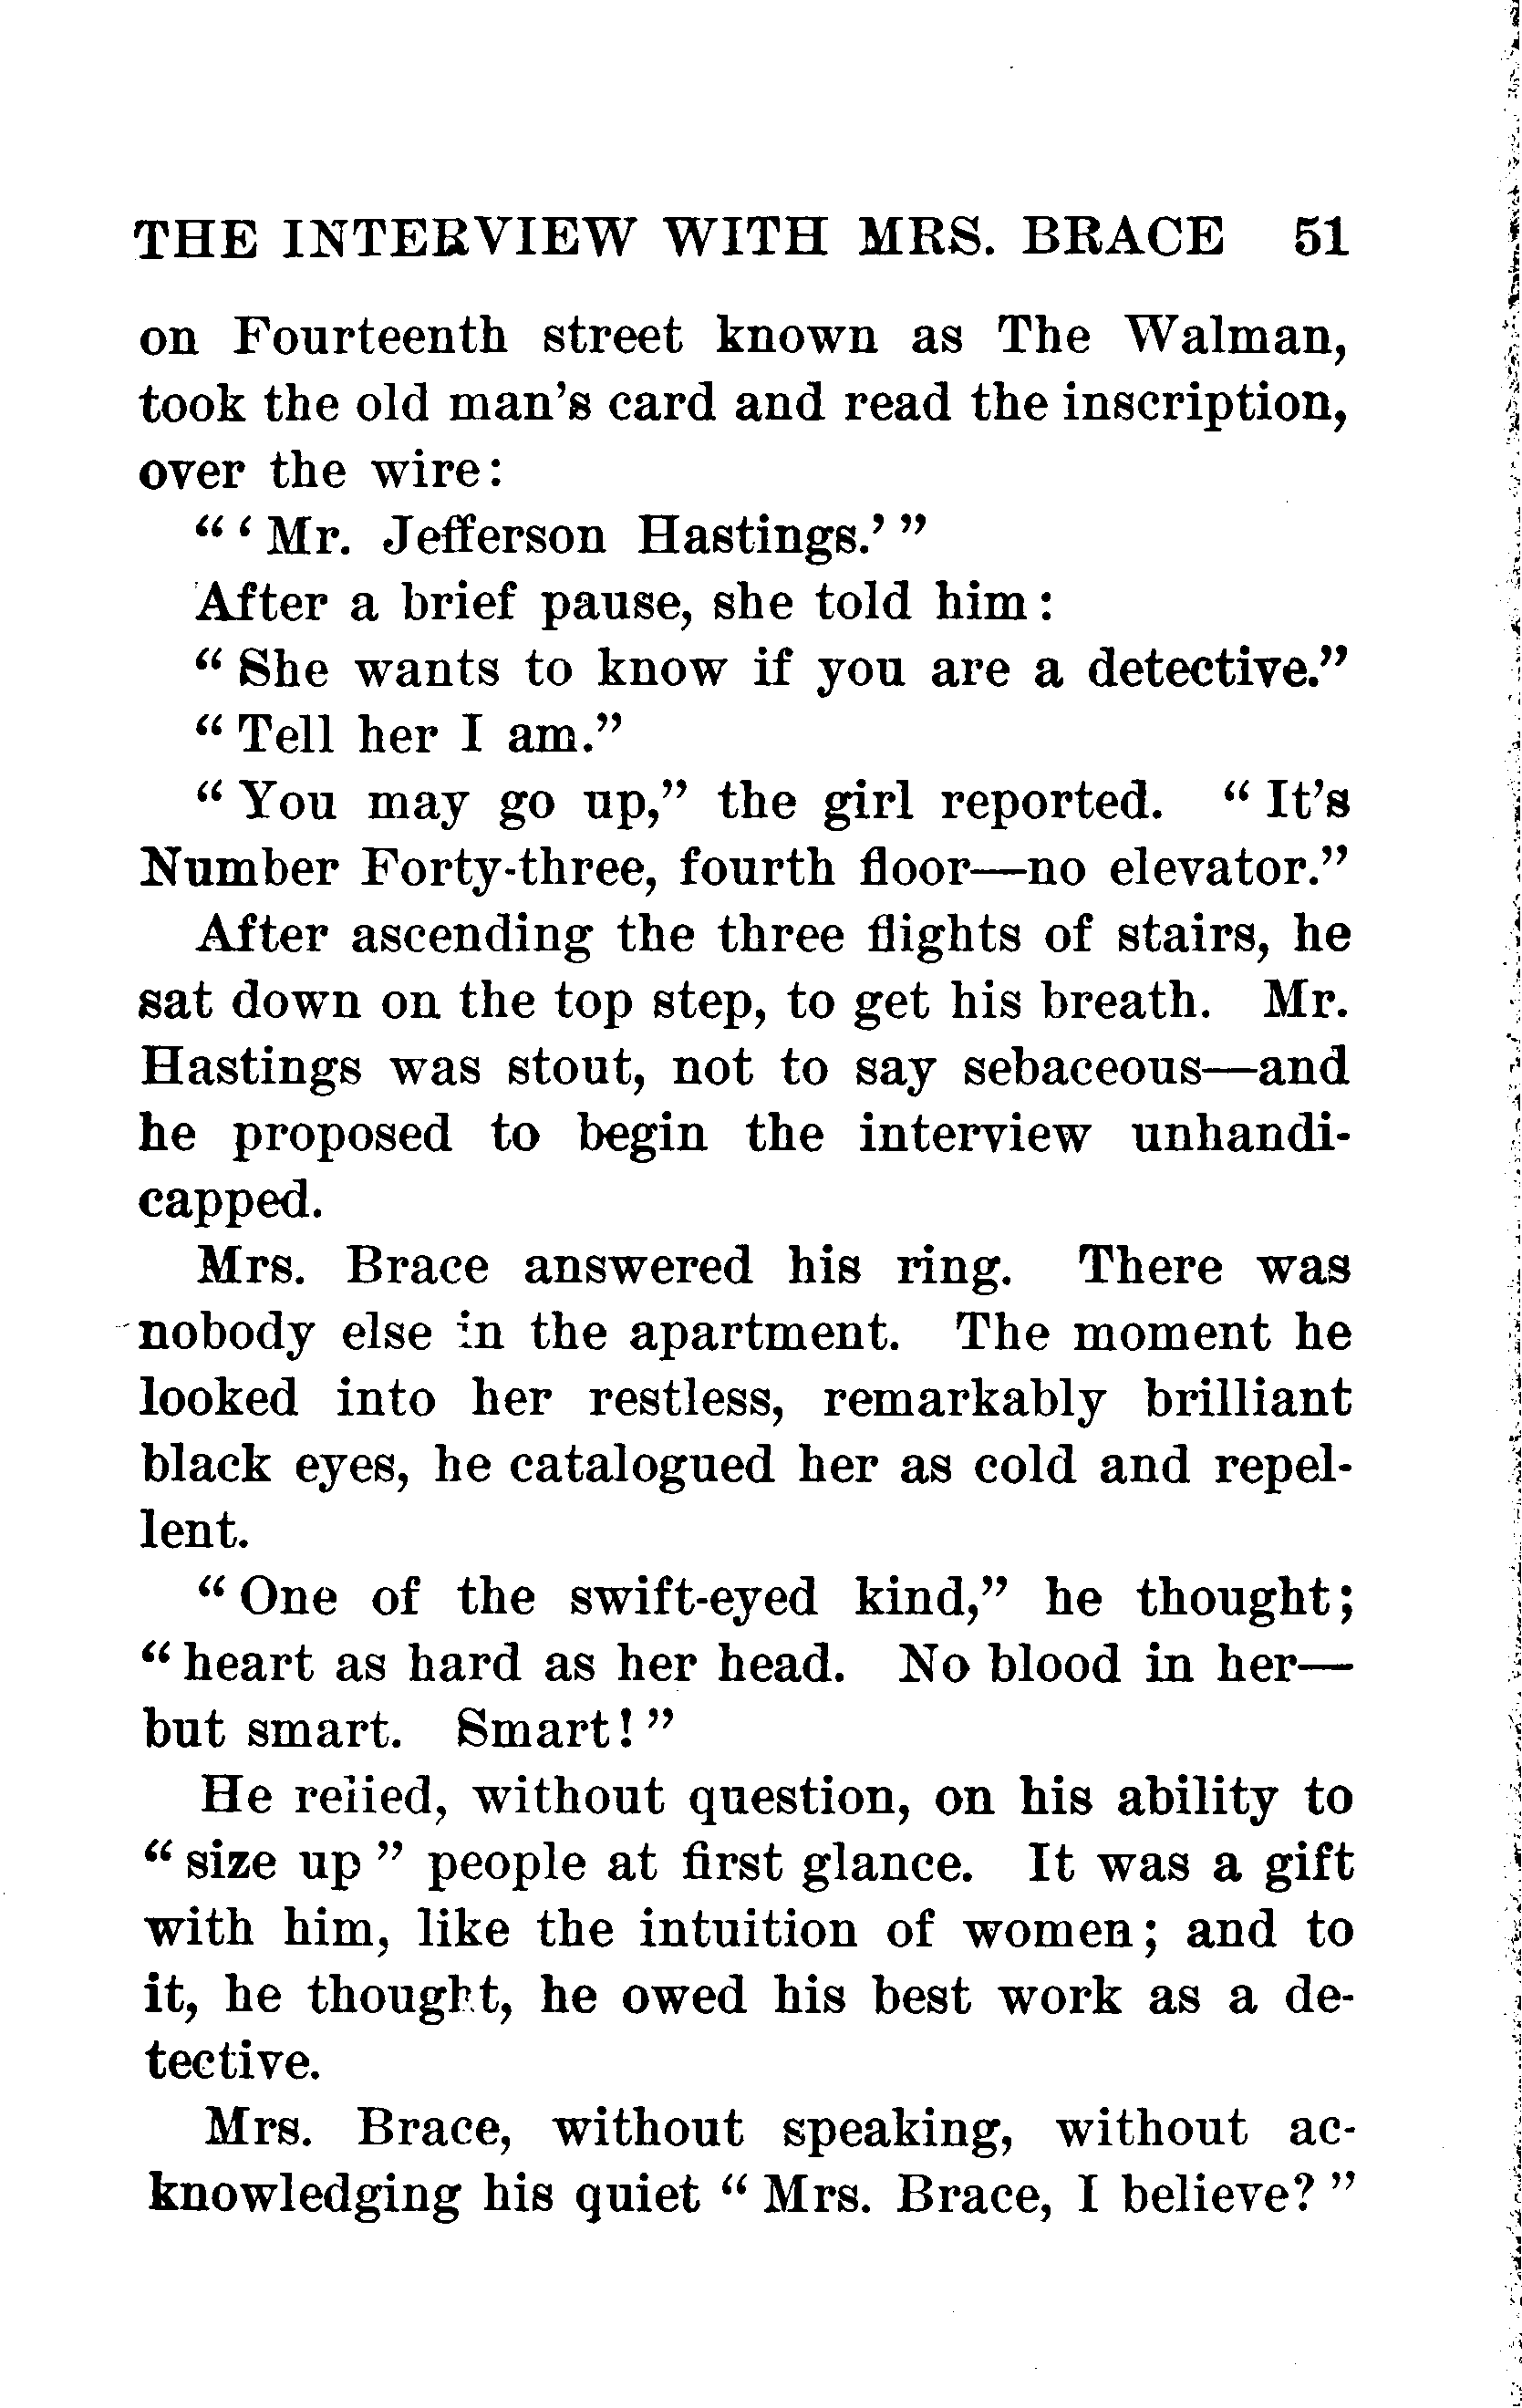 THE INTERVIEW WITH MRS. BRACE 51
on Fourteenth street known as The Walman,
took the old man's card and read the inscription,
over the wire:
“ ‘ Mr. Jefferson Hastings.’ ”
After a brief pause, she told him:
“ She wants to know if you are a detective.”
“ Tell her I am.”
“ You may go up,” the girl reported. “ It's
Number Forty-three, fourth floor—no elevator.”
After ascending the three flights of stairs, he
sat down on the top step, to get his breath. Mr.
Hastings was stout, not to say sebaceous—and
he proposed to begin the interview unhandi-
capped.
Mrs. Brace answered his ring. There was
nobody else in the apartment. The moment he
looked into her restless, remarkably brilliant
black eyes, he catalogued her as cold and repel-
lent.
“ One of the swift-eyed kind,” he thought;
“ heart as hard as her head. No blood in her—
but smart. Smart! ”
He relied, without question, on his ability to
“ size up ” people at first glance. It was a gift
with him, like the intuition of women; and to
it, he thought, he owed his best work as a de-
tective.
Mrs. Brace, without speaking, without ac-
knowledging his quiet “ Mrs. Brace, I believe? ”